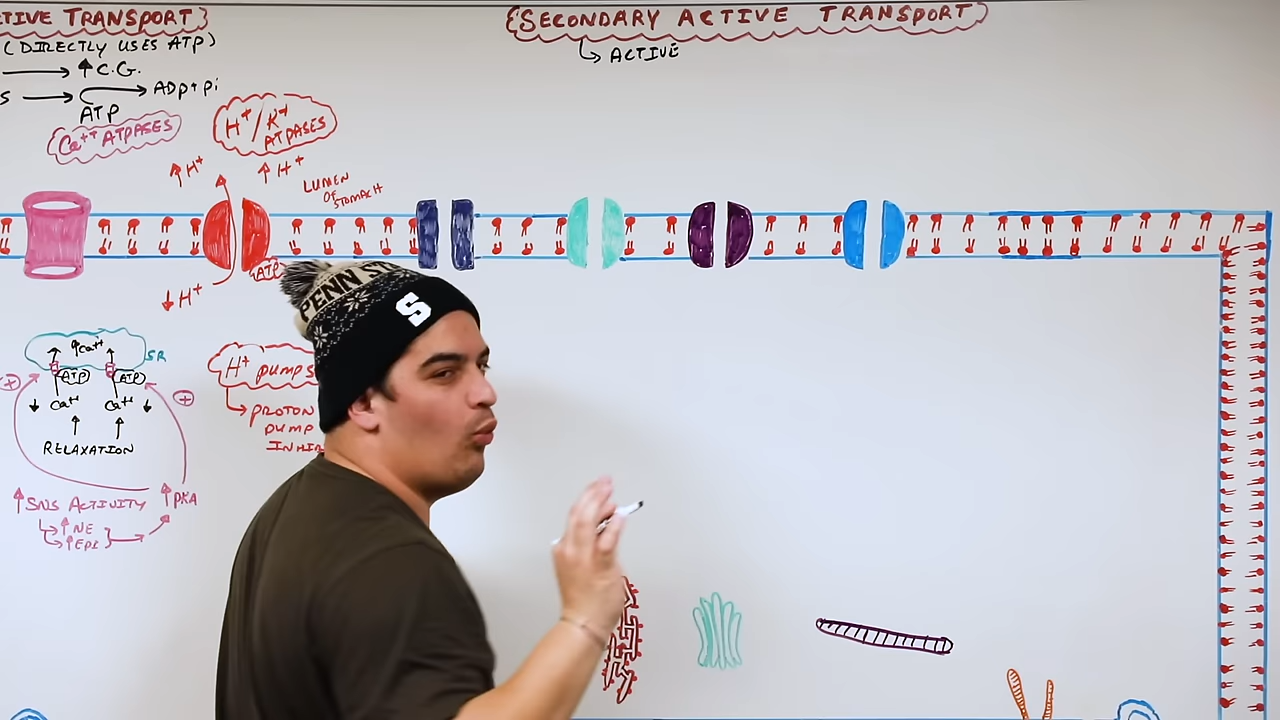 TIVE TRANSPORT}
(DIRECTLY USES ATP)
→ ↑ C.G.
S → ADP + Pi
ATP
Ca++ ATPASES
H+/K+
ATPASES
↑ H+
↑ H+
LUMEN
OF
STOMACH
{SECONDARY ACTIVE TRANSPORT}
↳ ACTIVE
ATP
↓ H+
PENN ST
S
↑Ca++
SR
ATP
ATP
+
↓ Ca++
Ca++ ↓
+
RELAXATION
↑SNS ACTIVITY
↑ PKA
↳ ↑ NE
↳ ↑ EPI
H+ PUMPS
↳ PROTON
PUMP
INHIB